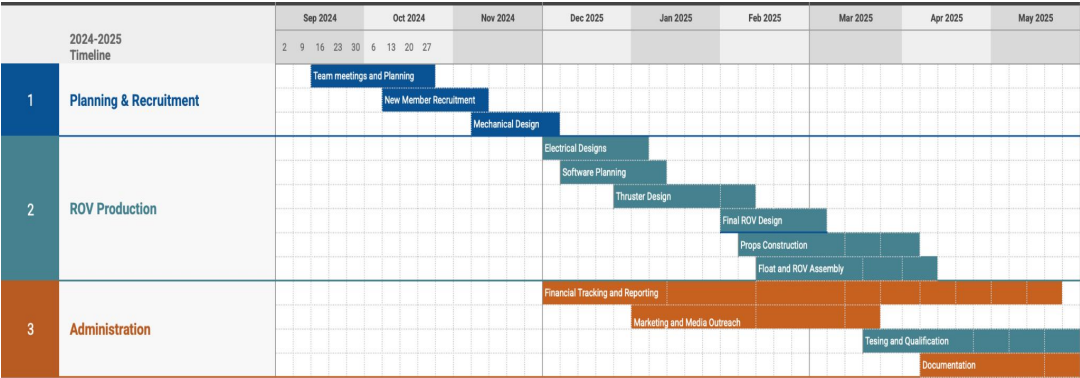 Sep 2024 Oct 2024 Nov 2024 Dec 2025 Jan 2025 Feb 2025 Mar 2025 Apr 2025 May 2025
2024-2025
Timeline
2 9 16 23 30 6 13 20 27
1 Planning & Recruitment
Team meetings and Planning
New Member Recruitment
Mechanical Design
2 ROV Production
Electrical Designs
Software Planning
Thruster Design
Final ROV Design
Props Construction
Float and ROV Assembly
3 Administration
Financial Tracking and Reporting
Marketing and Media Outreach
Tesing and Qualification
Documentation